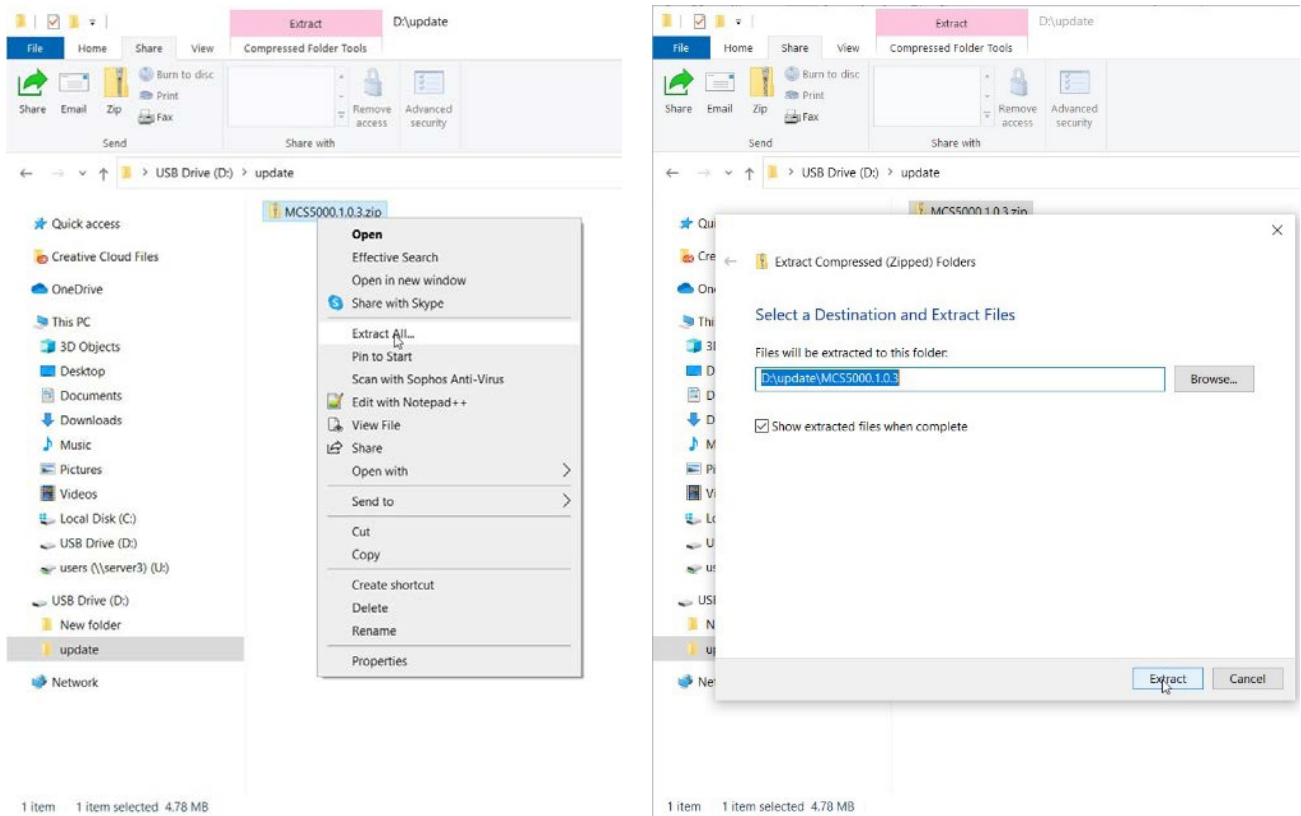 Extract
D:\update
File
Home
Share
View
Compressed Folder Tools
Share
Email
Zip
Burn to disc
Print
Fax
Remove
access
Advanced
security
Send
Share with
USB Drive (D:) > update
MCS5000.1.0.3.zip
Quick access
Creative Cloud Files
OneDrive
This PC
3D Objects
Desktop
Documents
Downloads
Music
Pictures
Videos
Local Disk (C:)
USB Drive (D:)
users (\\server3) (U:)
USB Drive (D:)
New folder
update
Network
Open
Effective Search
Open in new window
Share with Skype
Extract All...
Pin to Start
Scan with Sophos Anti-Virus
Edit with Notepad++
View File
Share
Open with
Send to
Cut
Copy
Create shortcut
Delete
Rename
Properties
1 item 1 item selected 4.78 MB
Extract
D:\update
File
Home
Share
View
Compressed Folder Tools
Share
Email
Zip
Burn to disc
Print
Fax
Remove
access
Advanced
security
Send
Share with
USB Drive (D:) > update
MCS5000.1.0.3.zip
Extract Compressed (Zipped) Folders
Select a Destination and Extract Files
Files will be extracted to this folder:
D:\update\MCS5000.1.0.3
Browse...
Show extracted files when complete
Extract
Cancel
1 item 1 item selected 4.78 MB